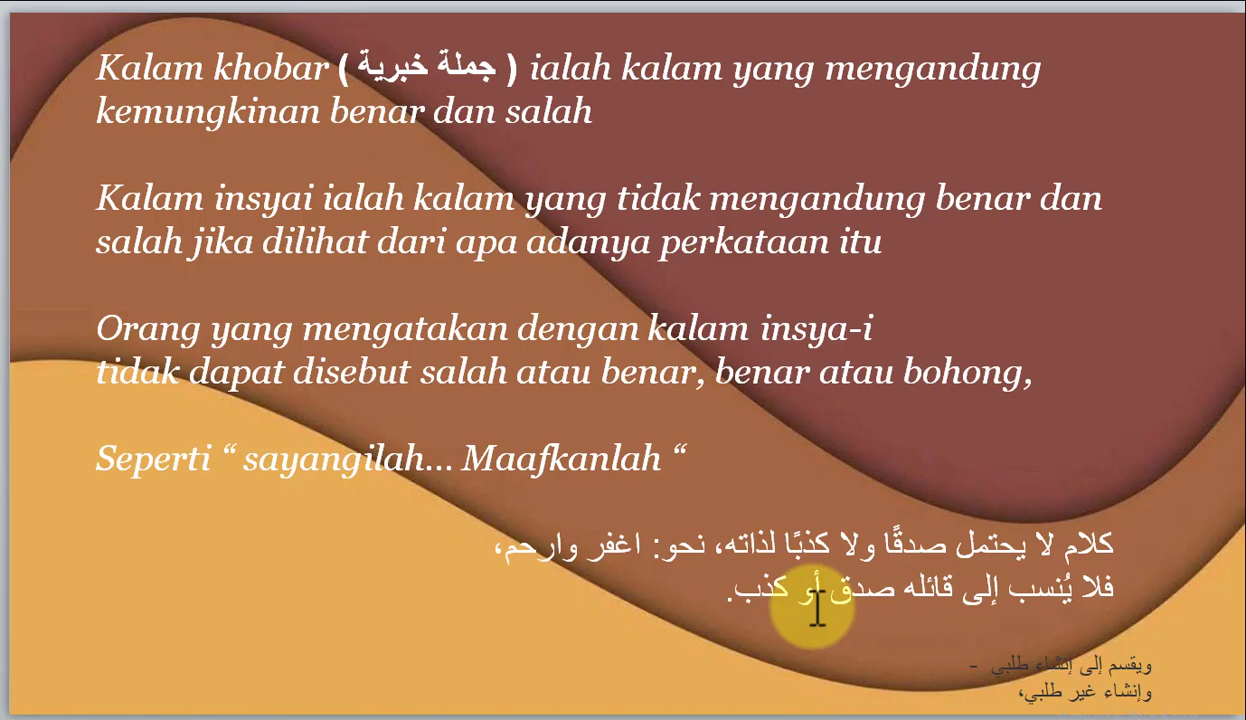 Kalam khobar ( جملة خبرية ) ialah kalam yang mengandung
kemungkinan benar dan salah
Kalam insyai ialah kalam yang tidak mengandung benar dan
salah jika dilihat dari apa adanya perkataan itu
Orang yang mengatakan dengan kalam insya-i
tidak dapat disebut salah atau benar, benar atau bohong,
Seperti “ sayangilah... Maafkanlah “
كلام لا يحتمل صدقًا ولا كذبًا لذاته، نحو: اغفر وارحم،
فلا يُنسب إلى قائله صدق أو كذب.
ويقسم إلى إنشاء طلبي -
وإنشاء غير طلبي،